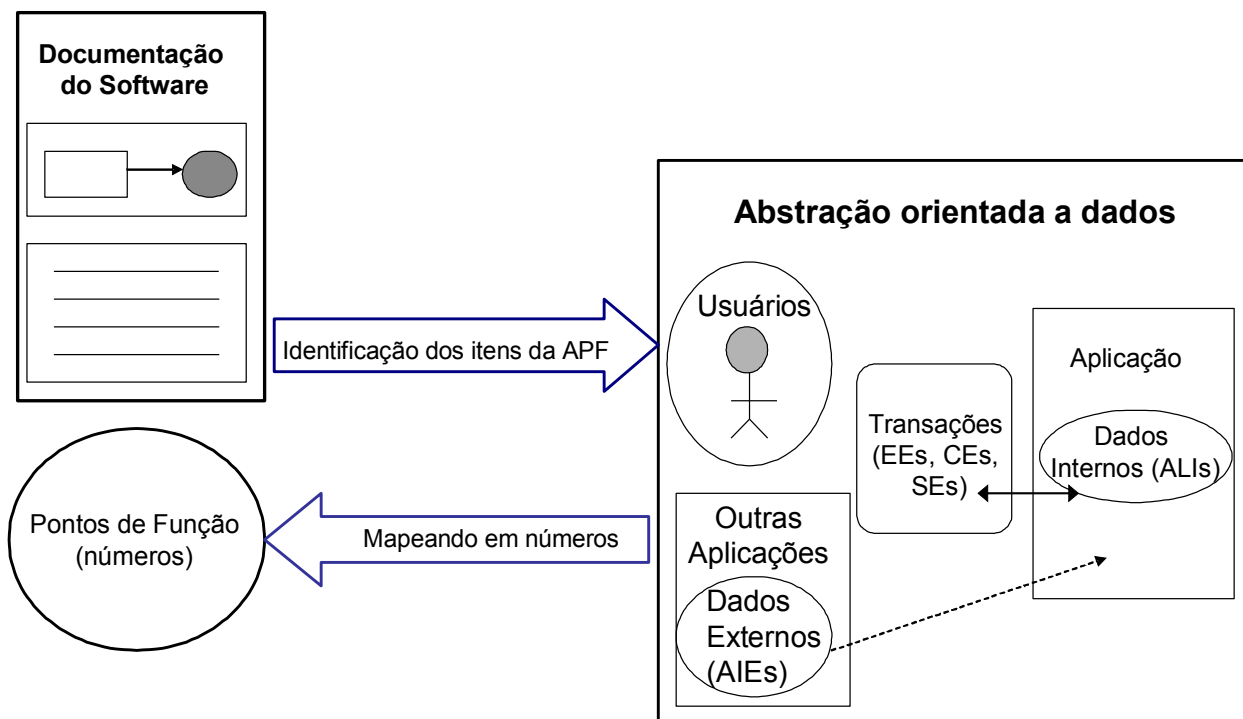 Documentação
do Software
Identificação dos itens da APF
Pontos de Função
(números)
Mapeando em números
Abstração orientada a dados
Usuários
Transações
(EEs, CEs,
SEs)
Aplicação
Dados
Internos (ALIs)
Outras
Aplicações
Dados
Externos
(AIEs)